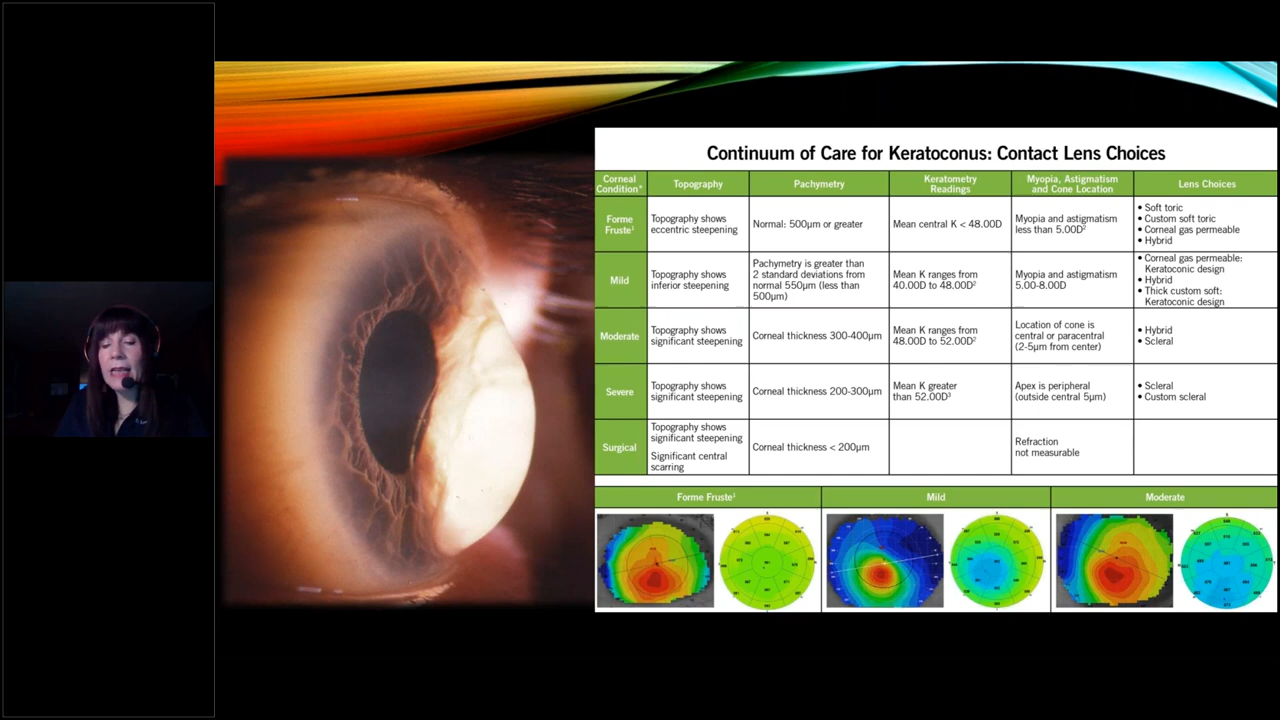 Continuum of Care for Keratoconus: Contact Lens Choices
Corneal
Condition*
Topography
Pachymetry
Keratometry
Readings
Myopia, Astigmatism
and Cone Location
Lens Choices
Forme
Fruste¹
Topography shows
eccentric steepening
Normal: 500µm or greater
Mean central K < 48.00D
Myopia and astigmatism
less than 5.00D²
• Soft toric
• Custom soft toric
• Corneal gas permeable
• Hybrid
Mild
Topography shows
inferior steepening
Pachymetry is greater than
2 standard deviations from
normal 550µm (less than
500µm)
Mean K ranges from
40.00D to 48.00D²
Myopia and astigmatism
5.00-8.00D
• Corneal gas permeable:
Keratoconic design
• Hybrid
• Thick custom soft:
Keratoconic design
Moderate
Topography shows
significant steepening
Corneal thickness 300-400µm
Mean K ranges from
48.00D to 52.00D²
Location of cone is
central or paracentral
(2-5µm from center)
• Hybrid
• Scleral
Severe
Topography shows
significant steepening
Corneal thickness 200-300µm
Mean K greater
than 52.00D³
Apex is peripheral
(outside central 5µm)
• Scleral
• Custom scleral
Surgical
Topography shows
significant steepening
Significant central
scarring
Corneal thickness < 200µm
Refraction
not measurable
Forme Fruste¹
Mild
Moderate